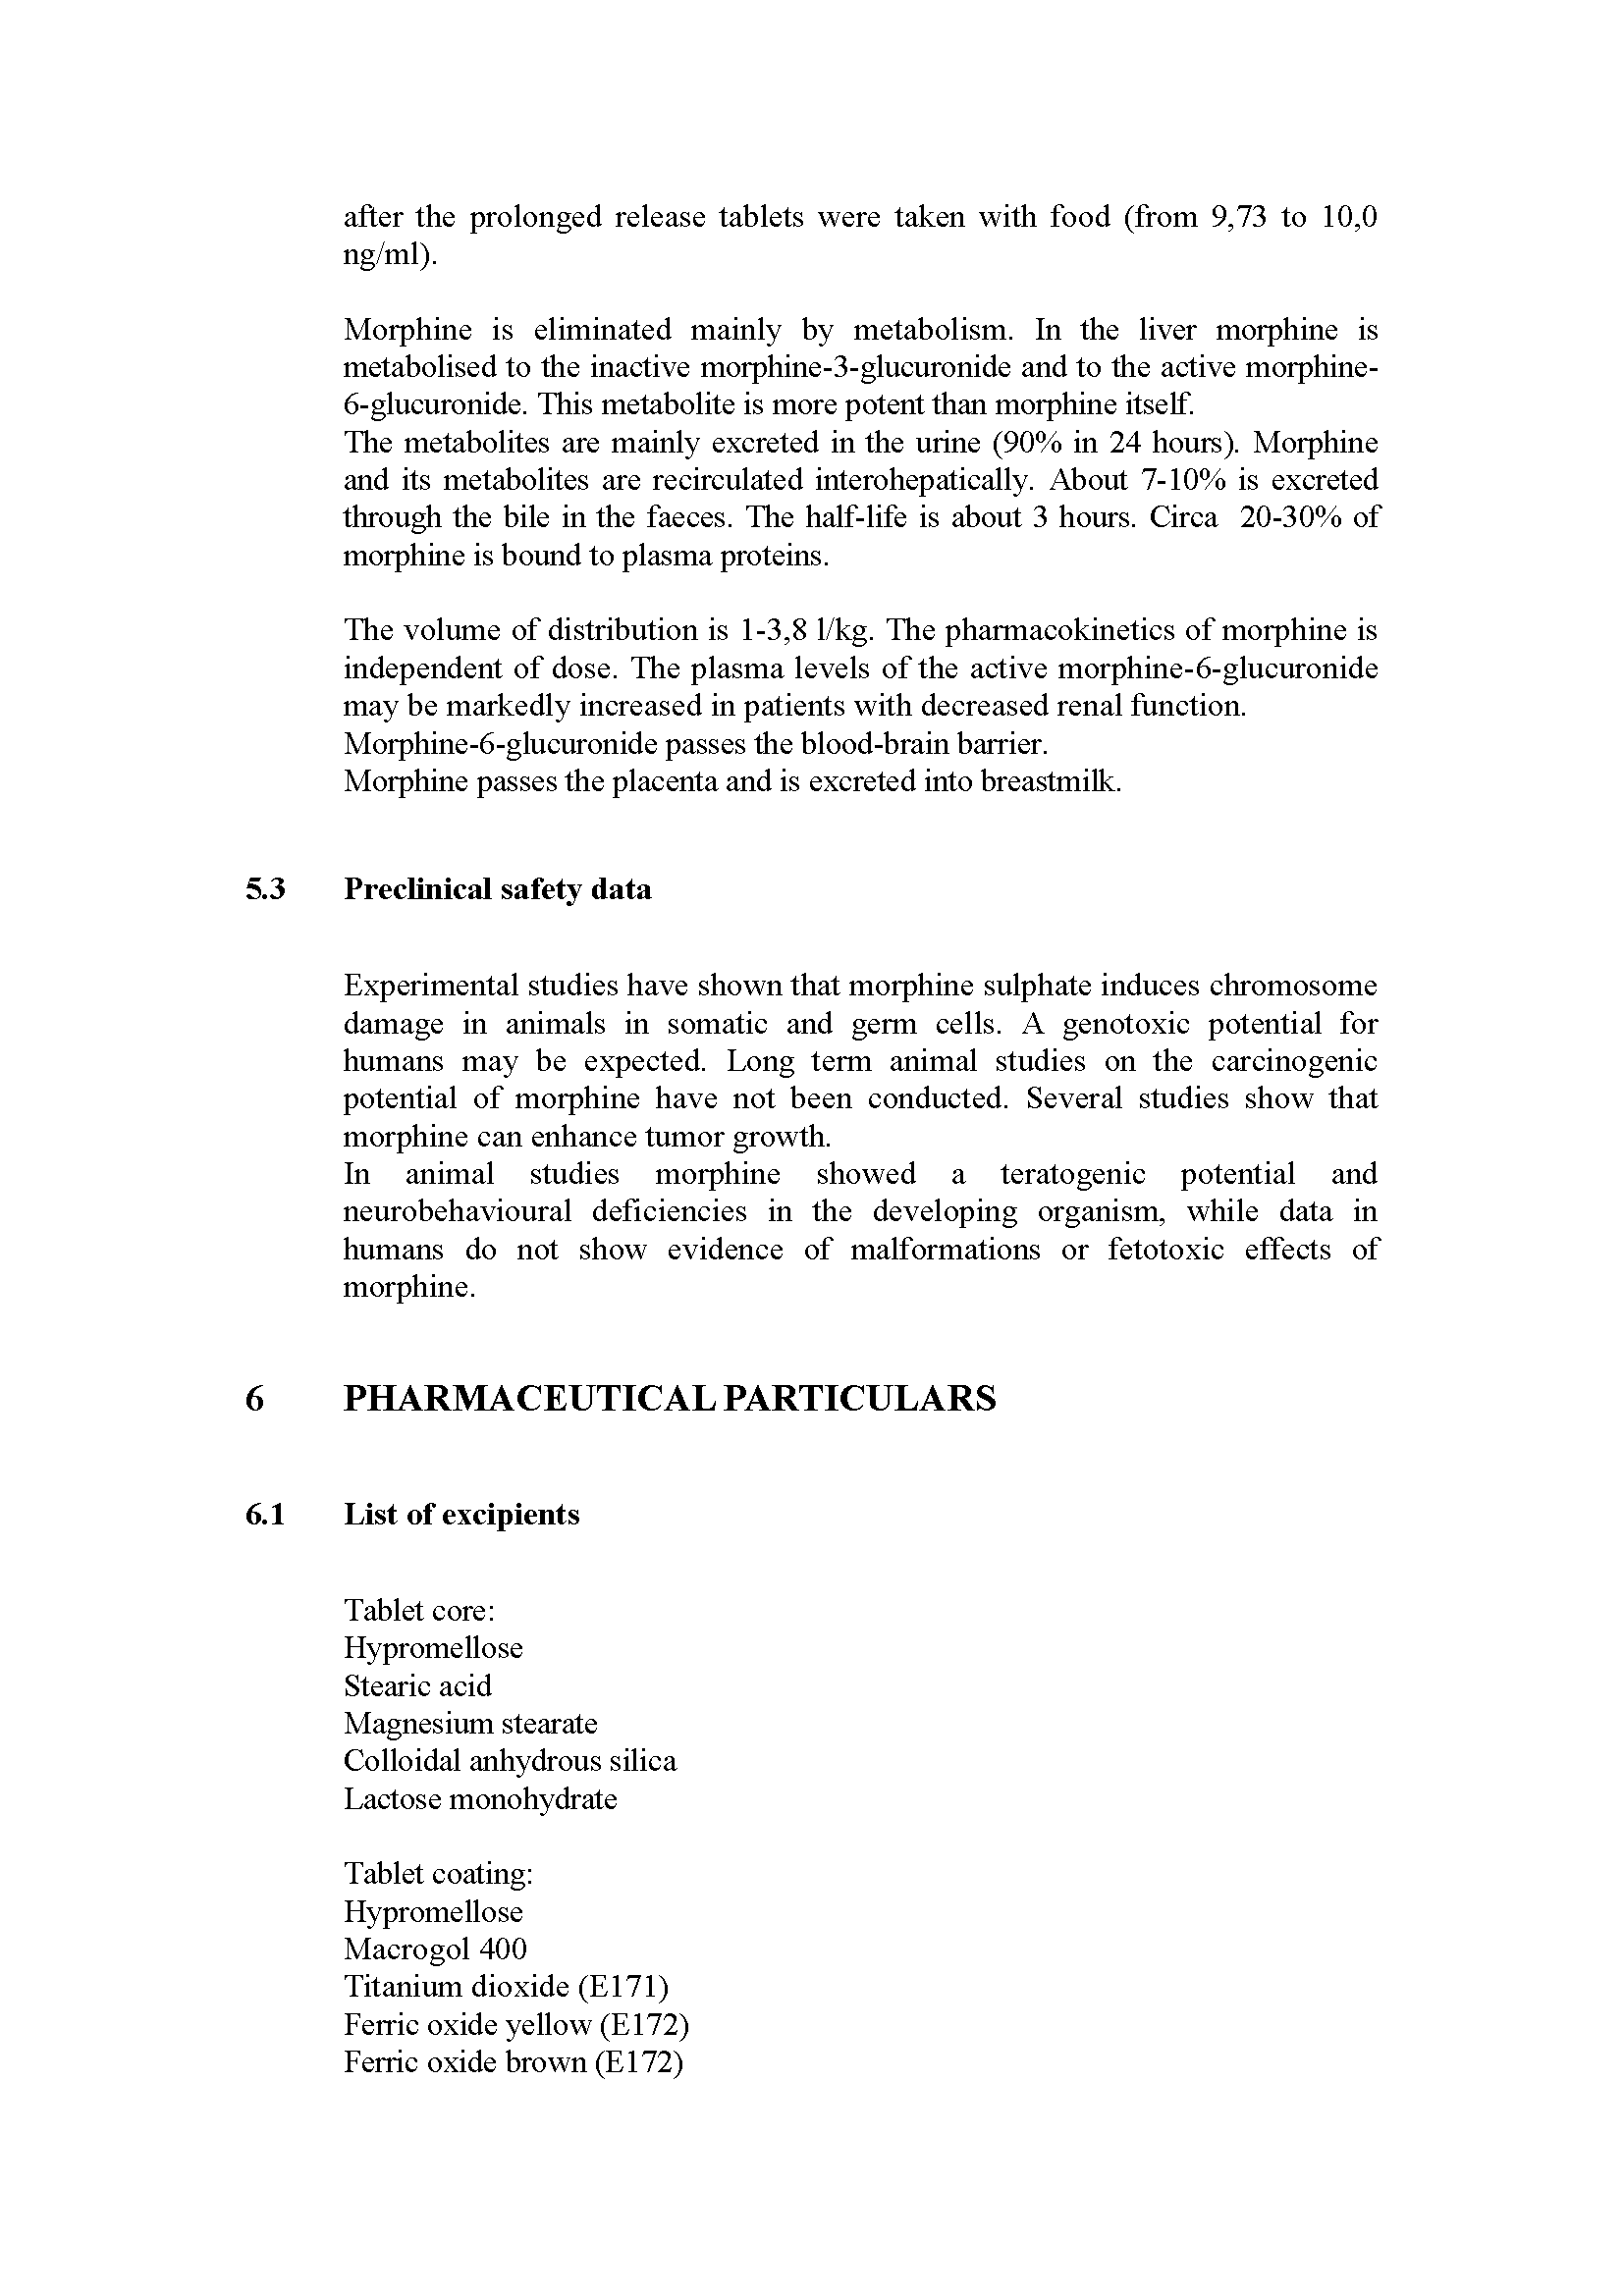 after the prolonged release tablets were taken with food (from 9,73 to 10,0
ng/ml).
Morphine is eliminated mainly by metabolism. In the liver morphine is
metabolised to the inactive morphine-3-glucuronide and to the active morphine-
6-glucuronide. This metabolite is more potent than morphine itself.
The metabolites are mainly excreted in the urine (90% in 24 hours). Morphine
and its metabolites are recirculated interohepatically. About 7-10% is excreted
through the bile in the faeces. The half-life is about 3 hours. Circa 20-30% of
morphine is bound to plasma proteins.
The volume of distribution is 1-3,8 l/kg. The pharmacokinetics of morphine is
independent of dose. The plasma levels of the active morphine-6-glucuronide
may be markedly increased in patients with decreased renal function.
Morphine-6-glucuronide passes the blood-brain barrier.
Morphine passes the placenta and is excreted into breastmilk.
5.3 Preclinical safety data
Experimental studies have shown that morphine sulphate induces chromosome
damage in animals in somatic and germ cells. A genotoxic potential for
humans may be expected. Long term animal studies on the carcinogenic
potential of morphine have not been conducted. Several studies show that
morphine can enhance tumor growth.
In animal studies morphine showed a teratogenic potential and
neurobehavioural deficiencies in the developing organism, while data in
humans do not show evidence of malformations or fetotoxic effects of
morphine.
6 PHARMACEUTICAL PARTICULARS
6.1 List of excipients
Tablet core:
Hypromellose
Stearic acid
Magnesium stearate
Colloidal anhydrous silica
Lactose monohydrate
Tablet coating:
Hypromellose
Macrogol 400
Titanium dioxide (E171)
Ferric oxide yellow (E172)
Ferric oxide brown (E172)